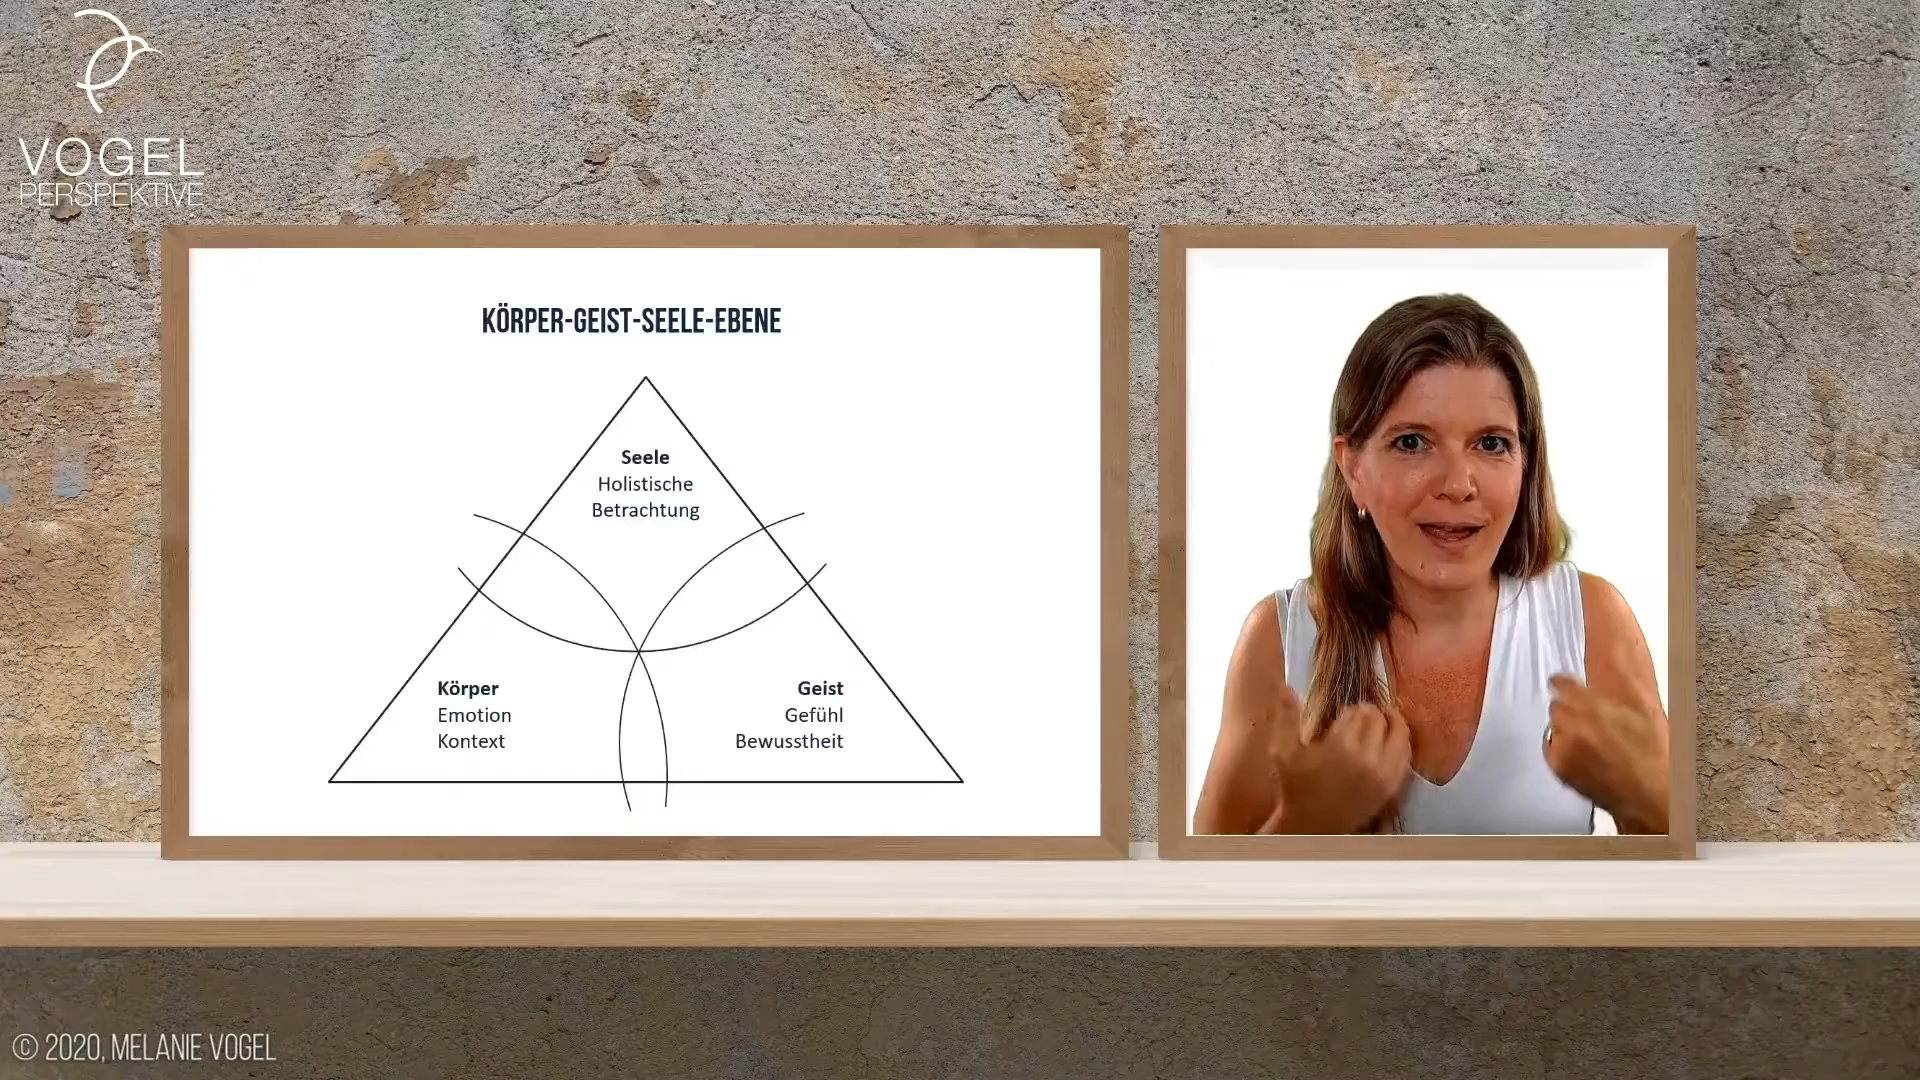 VOGEL
PERSPEKTIVE
KÖRPER-GEIST-SEELE-EBENE
Seele
Holistische
Betrachtung
Körper
Emotion
Kontext
Geist
Gefühl
Bewusstheit
© 2020, MELANIE VOGEL